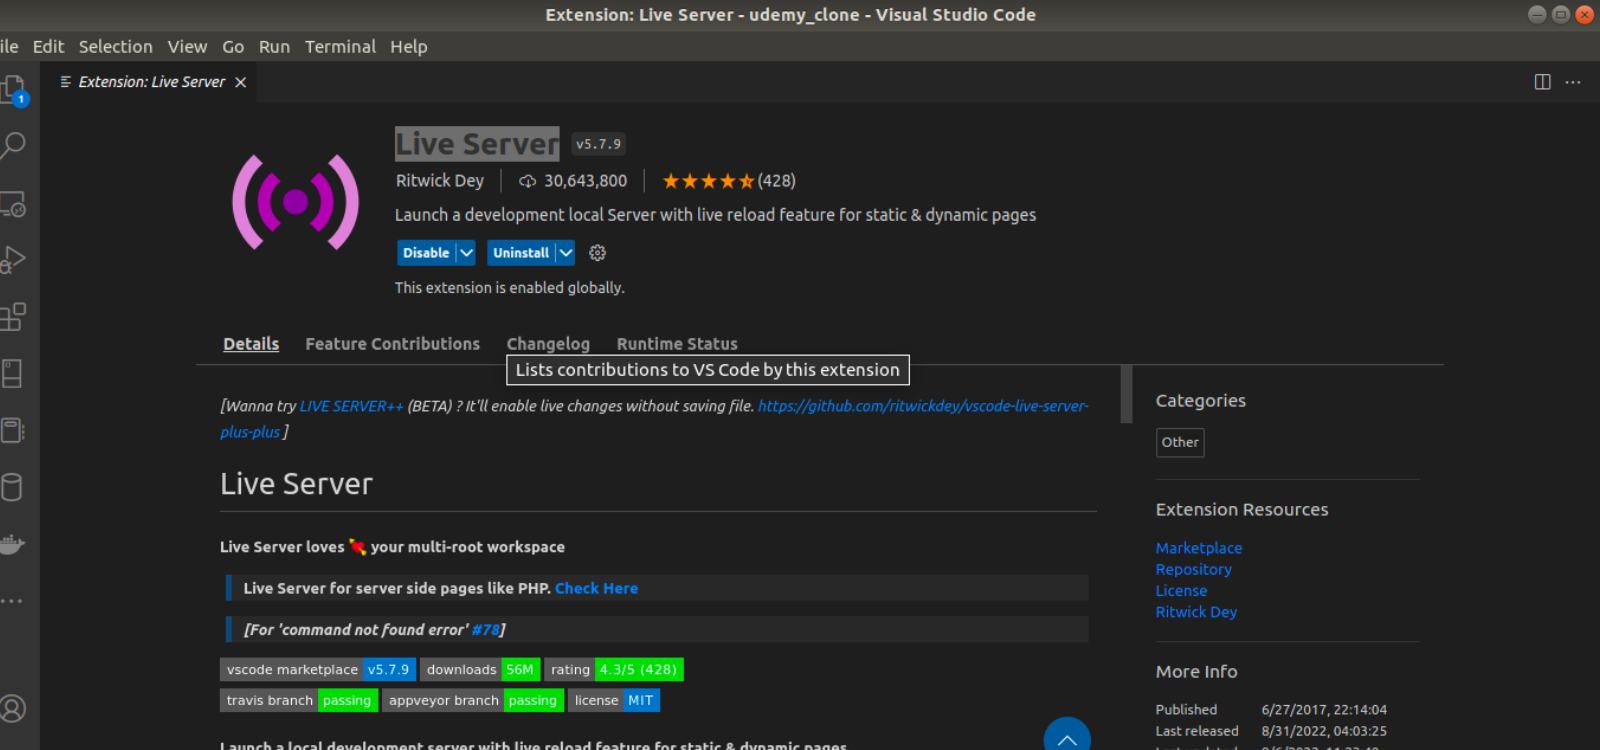 Extension: Live Server - udemy_clone - Visual Studio Code
ile Edit Selection View Go Run Terminal Help
Extension: Live Server
1
Live Server v5.7.9
Ritwick Dey 30,643,800 (428)
Launch a development local Server with live reload feature for static & dynamic pages
Disable Uninstall
This extension is enabled globally.
Details Feature Contributions Changelog Runtime Status
Lists contributions to VS Code by this extension
[Wanna try LIVE SERVER++ (BETA) ? It'll enable live changes without saving file. https://github.com/ritwickdey/vscode-live-server-
plus-plus ]
Live Server
Live Server loves 💘 your multi-root workspace
Live Server for server side pages like PHP. Check Here
[For 'command not found error' #78]
vscode marketplace v5.7.9 downloads 56M rating 4.3/5 (428)
travis branch passing appveyor branch passing license MIT
Launch a local development server with live reload feature for static & dynamic pages
Categories
Other
Extension Resources
Marketplace
Repository
License
Ritwick Dey
More Info
Published 6/27/2017, 22:14:04
Last released 8/31/2022, 04:03:25